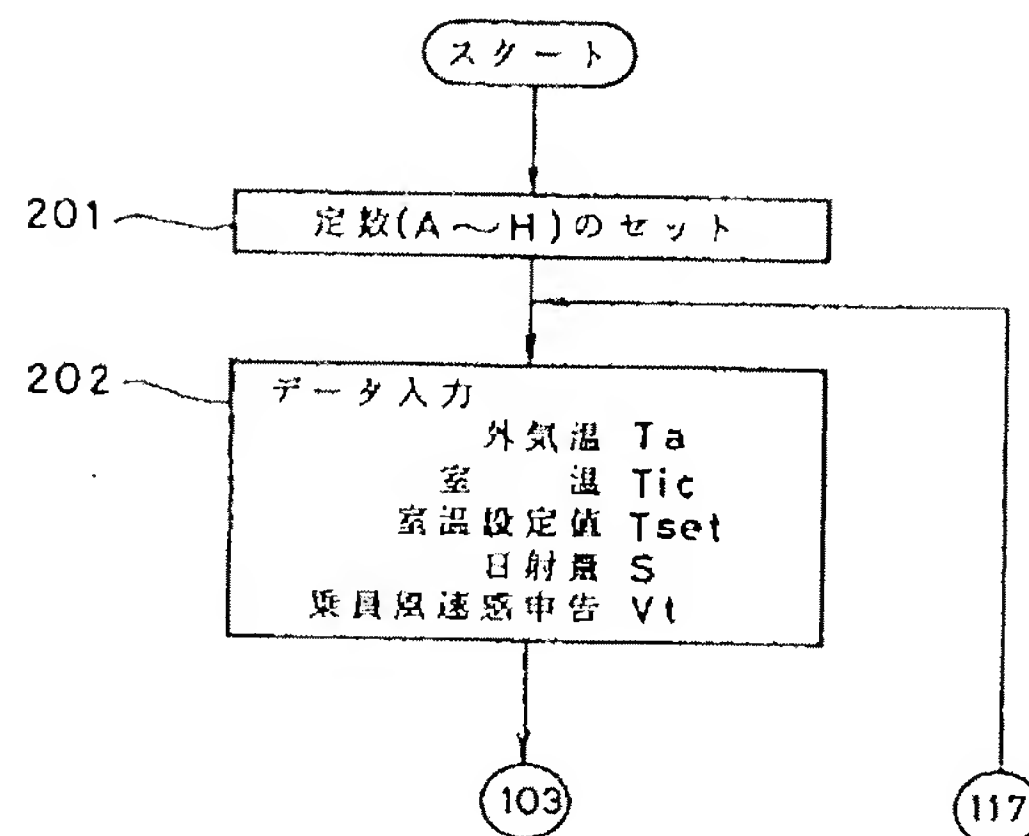 スタート
201
定数(A〜H)のセット
202
データ入力
外気温 Ta
室 温 Tic
室温設定値 Tset
日射量 S
乗員風速感申告 Vt
103
117